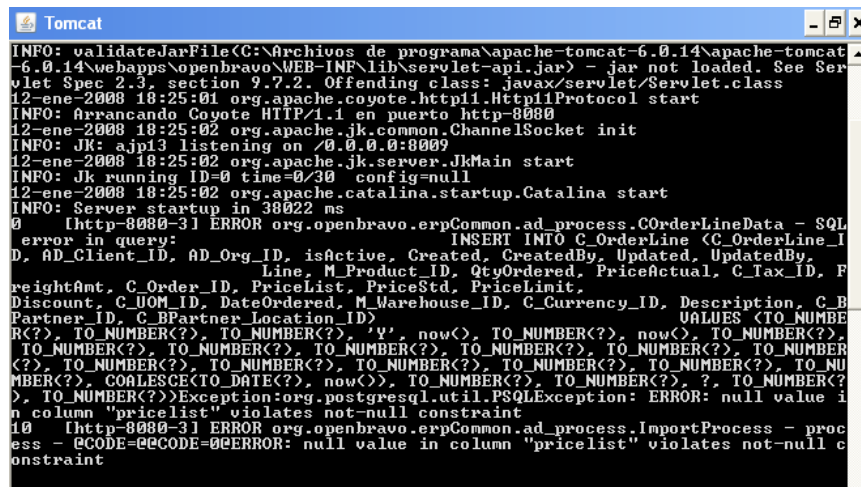 Tomcat
INFO: validateJarFile(C:\Archivos de programa\apache-tomcat-6.0.14\apache-tomcat
-6.0.14\webapps\openbravo\WEB-INF\lib\servlet-api.jar) - jar not loaded. See Ser
vlet Spec 2.3, section 9.7.2. Offending class: javax/servlet/Servlet.class
12-ene-2008 18:25:01 org.apache.coyote.http11.Http11Protocol start
INFO: Arrancando Coyote HTTP/1.1 en puerto http-8080
12-ene-2008 18:25:02 org.apache.jk.common.ChannelSocket init
INFO: JK: ajp13 listening on /0.0.0.0:8009
12-ene-2008 18:25:02 org.apache.jk.server.JkMain start
INFO: Jk running ID=0 time=0/30  config=null
12-ene-2008 18:25:02 org.apache.catalina.startup.Catalina start
INFO: Server startup in 38022 ms
0    [http-8080-3] ERROR org.openbravo.erpCommon.ad_process.COrderLineData - SQL
 error in query:                         INSERT INTO C_OrderLine (C_OrderLine_I
D, AD_Client_ID, AD_Org_ID, isActive, Created, CreatedBy, Updated, UpdatedBy,
                       Line, M_Product_ID, QtyOrdered, PriceActual, C_Tax_ID, F
reightAmt, C_Order_ID, PriceList, PriceStd, PriceLimit,
Discount, C_UOM_ID, DateOrdered, M_Warehouse_ID, C_Currency_ID, Description, C_B
Partner_ID, C_BPartner_Location_ID)                             VALUES (TO_NUMBE
R(?), TO_NUMBER(?), TO_NUMBER(?), 'Y', now(), TO_NUMBER(?), now(), TO_NUMBER(?),
 TO_NUMBER(?), TO_NUMBER(?), TO_NUMBER(?), TO_NUMBER(?), TO_NUMBER(?), TO_NUMBER
(?), TO_NUMBER(?), TO_NUMBER(?), TO_NUMBER(?), TO_NUMBER(?), TO_NUMBER(?), TO_NU
MBER(?), COALESCE(TO_DATE(?), now()), TO_NUMBER(?), TO_NUMBER(?), ?, TO_NUMBER(?
), TO_NUMBER(?))Exception:org.postgresql.util.PSQLException: ERROR: null value i
n column "pricelist" violates not-null constraint
10   [http-8080-3] ERROR org.openbravo.erpCommon.ad_process.ImportProcess - proc
ess - @CODE=@@CODE=0@ERROR: null value in column "pricelist" violates not-null c
onstraint